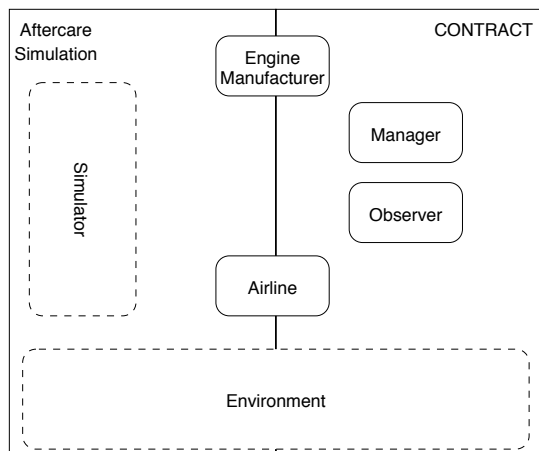 Aftercare
Simulation
CONTRACT
Engine
Manufacturer
Manager
Simulator
Observer
Airline
Environment